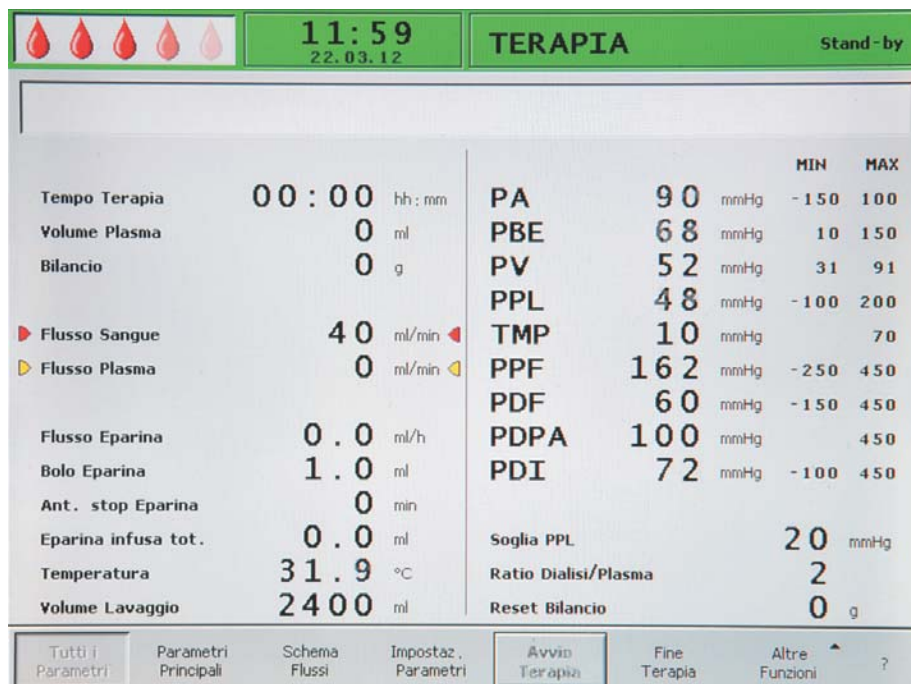 11:59
22.03.12
TERAPIA Stand-by
MIN MAX
Tempo Terapia 00:00 hh:mm
Volume Plasma 0 ml
Bilancio 0 g
Flusso Sangue 40 ml/min
Flusso Plasma 0 ml/min
Flusso Eparina 0.0 ml/h
Bolo Eparina 1.0 ml
Ant. stop Eparina 0 min
Eparina infusa tot. 0.0 ml
Temperatura 31.9 °C
Volume Lavaggio 2400 ml
PA 90 mmHg -150 100
PBE 68 mmHg 10 150
PV 52 mmHg 31 91
PPL 48 mmHg -100 200
TMP 10 mmHg 70
PPF 162 mmHg -250 450
PDF 60 mmHg -150 450
PDPA 100 mmHg 450
PDI 72 mmHg -100 450
Soglia PPL 20 mmHg
Ratio Dialisi/Plasma 2
Reset Bilancio 0 g
Tutti i Parametri
Parametri Principali
Schema Flussi
Impostaz. Parametri
Avvio Terapia
Fine Terapia
Altre Funzioni
?